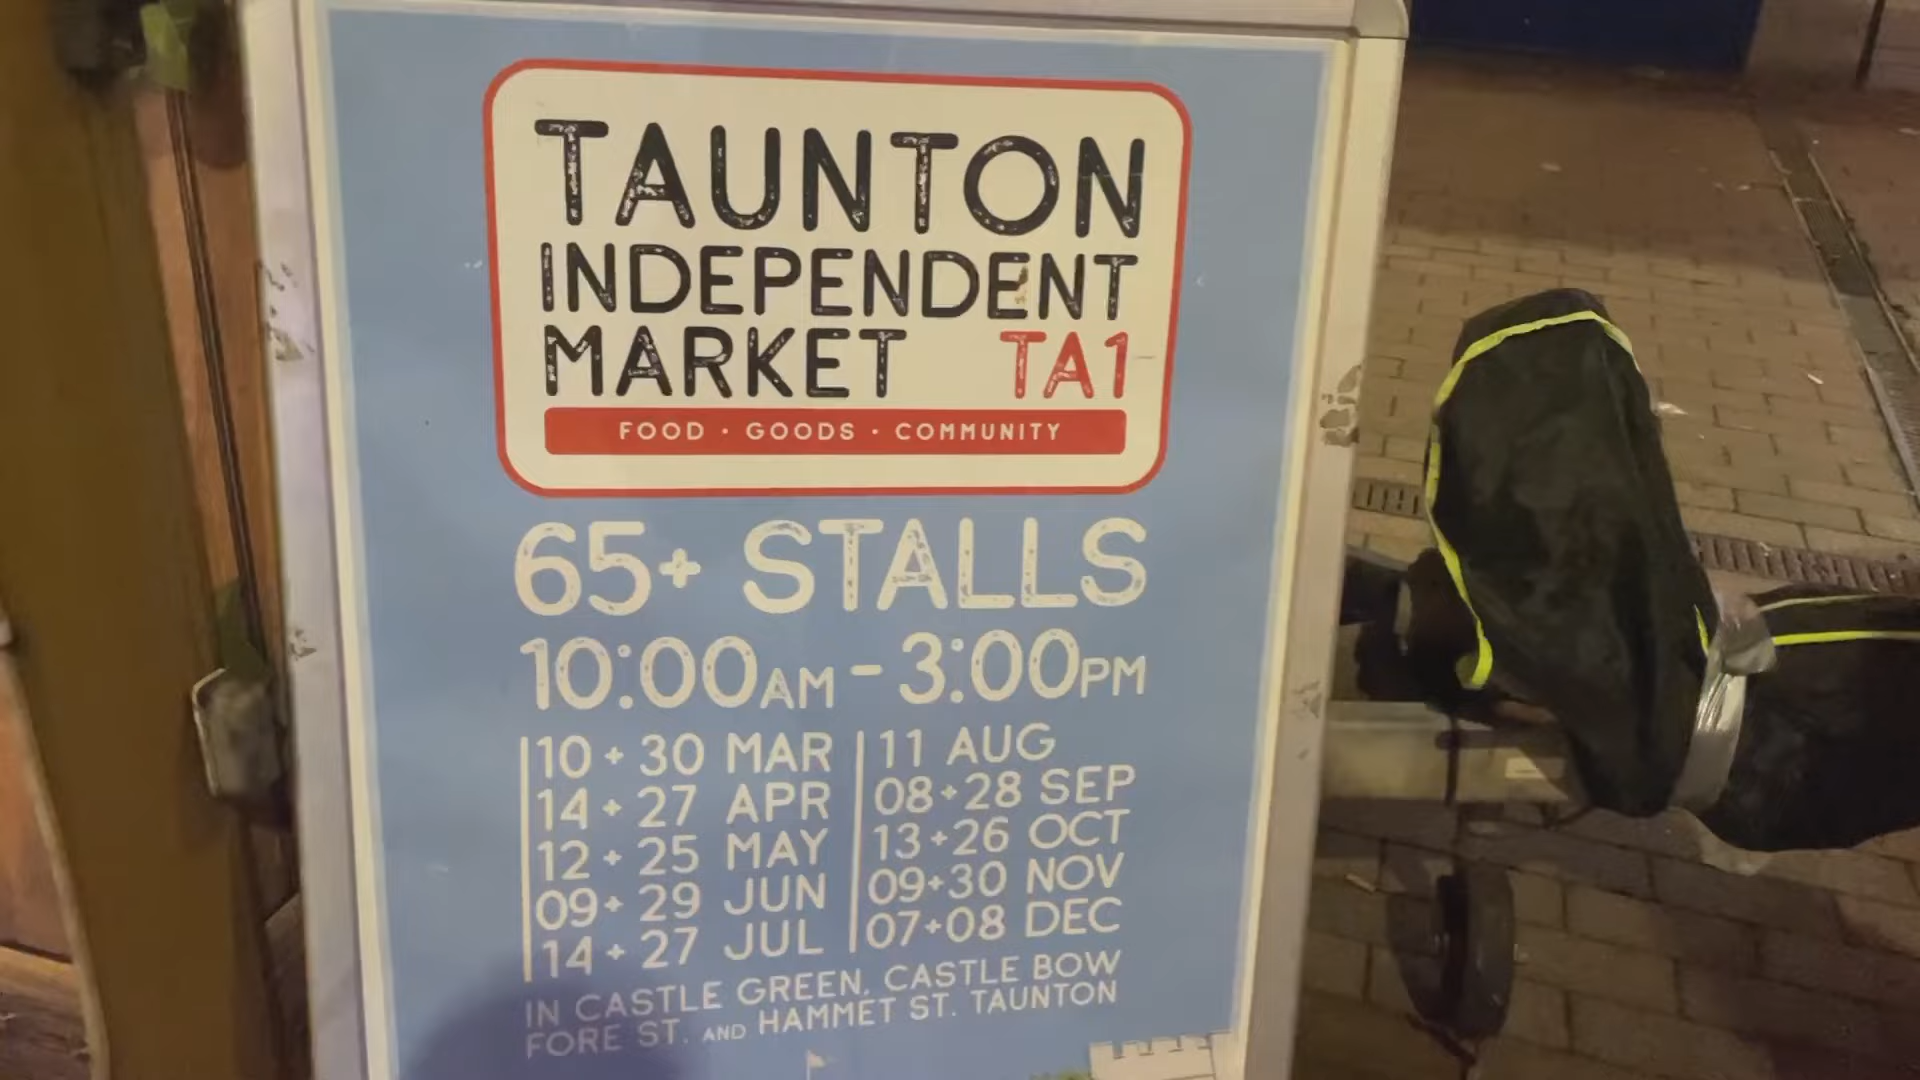 TAUNTON
INDEPENDENT
MARKET TA1
FOOD · GOODS · COMMUNITY
65+ STALLS
10:00AM - 3:00PM
10 + 30 MAR
14 + 27 APR
12 + 25 MAY
09 + 29 JUN
14 + 27 JUL
11 AUG
08+28 SEP
13+26 OCT
09+30 NOV
07+08 DEC
IN CASTLE GREEN, CASTLE BOW
FORE ST. AND HAMMET ST. TAUNTON